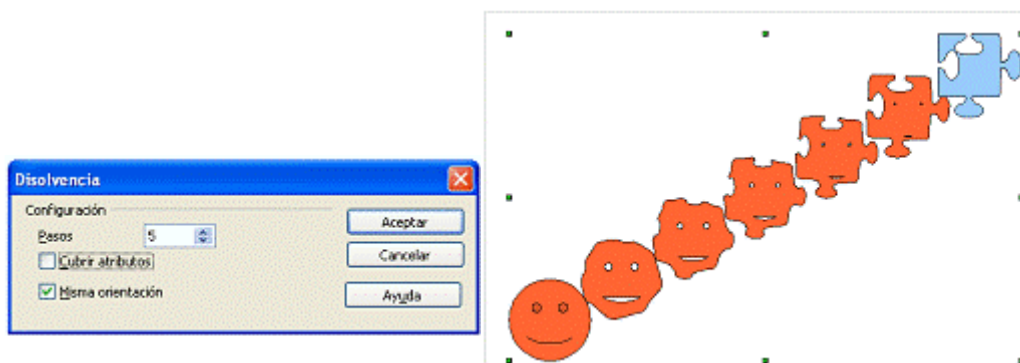 Disolvencia
Configuración
Pasos 5
Cubrir atributos
Misma orientación
Aceptar
Cancelar
Ayuda